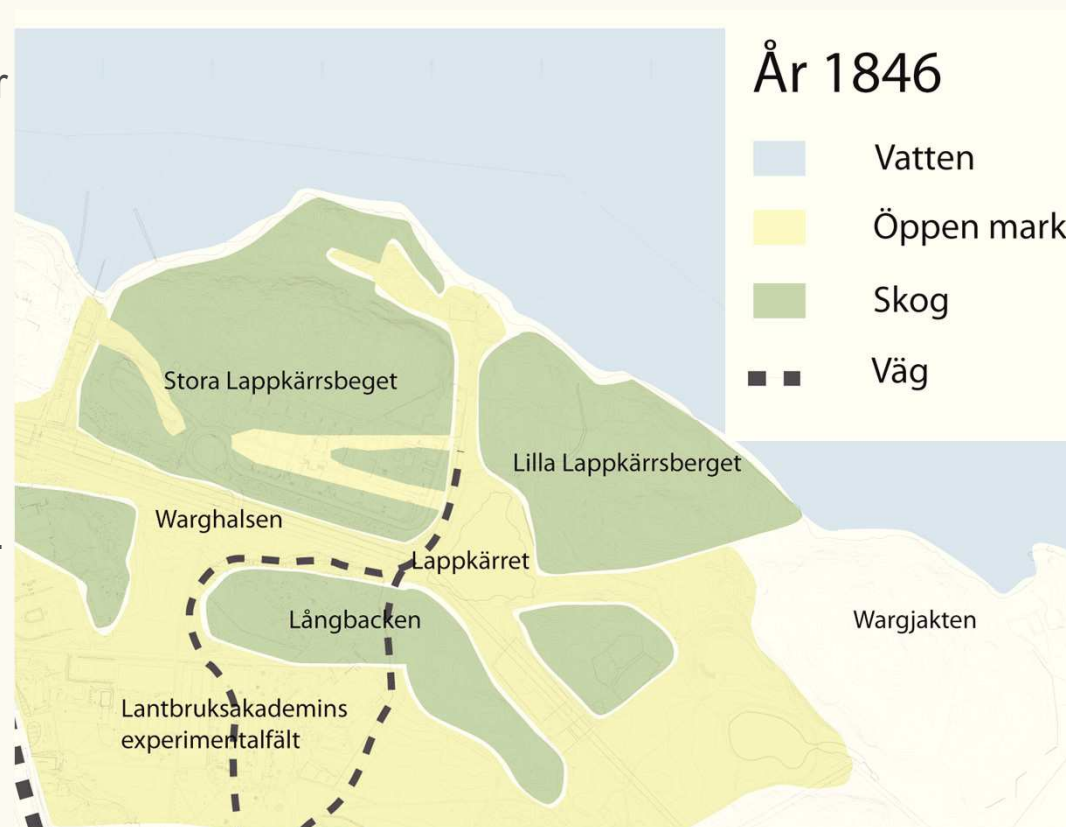 År 1846
Vatten
Öppen mark
Skog
Väg
Stora Lappkärrsbeget
Lilla Lappkärrsberget
Warghalsen
Lappkärret
Långbacken
Wargjakten
Lantbruksakademins
experimentalfält